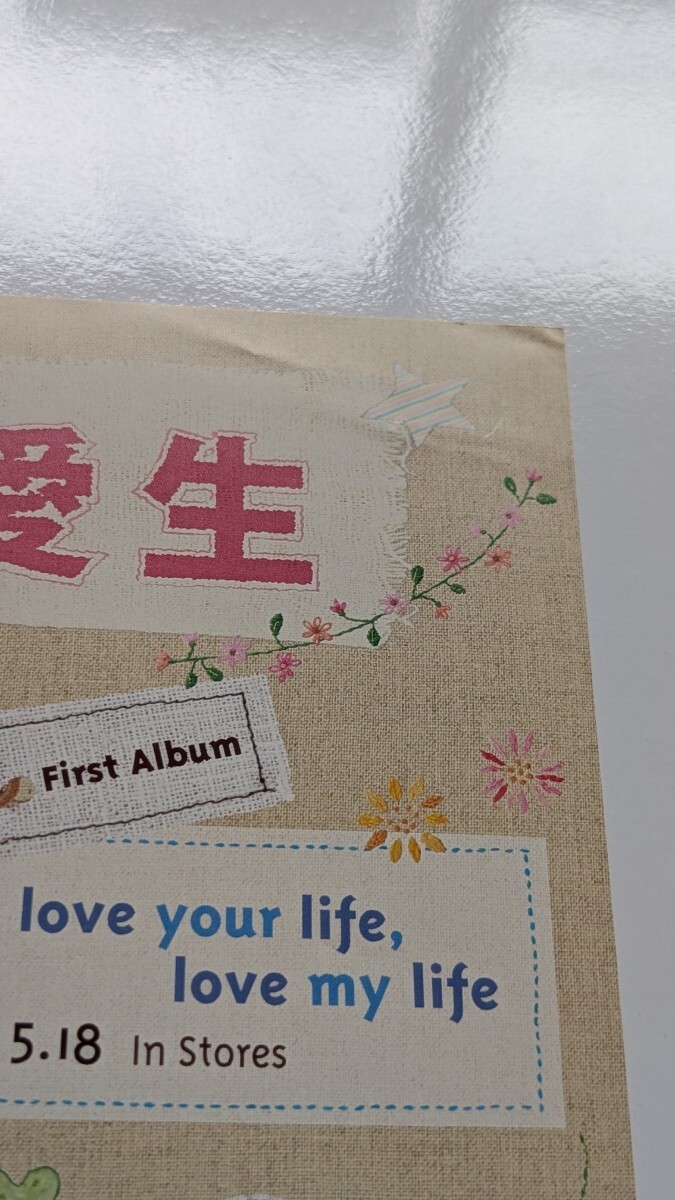 愛生
First Album
love your life,
love my life
5.18 In Stores